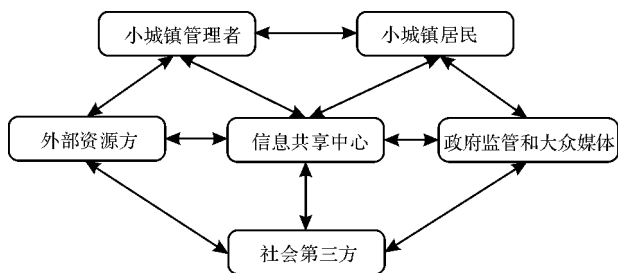 小城镇管理者
小城镇居民
外部资源方
信息共享中心
政府监管和大众媒体
社会第三方